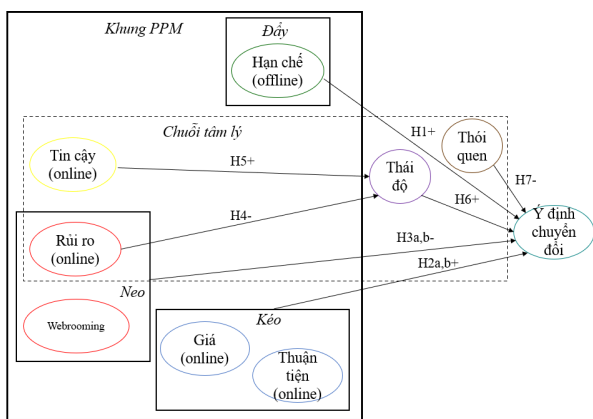 Khung PPM
Đẩy
Hạn chế
(offline)
Chuỗi tâm lý
H1+
Thói
quen
Tin cậy
(online)
H5+
Thái
độ
H7-
H6+
H4-
Ý định
chuyển
đổi
Rủi ro
(online)
H3a,b-
H2a,b+
Neo
Kéo
Webrooming
Giá
(online)
Thuận
tiện
(online)